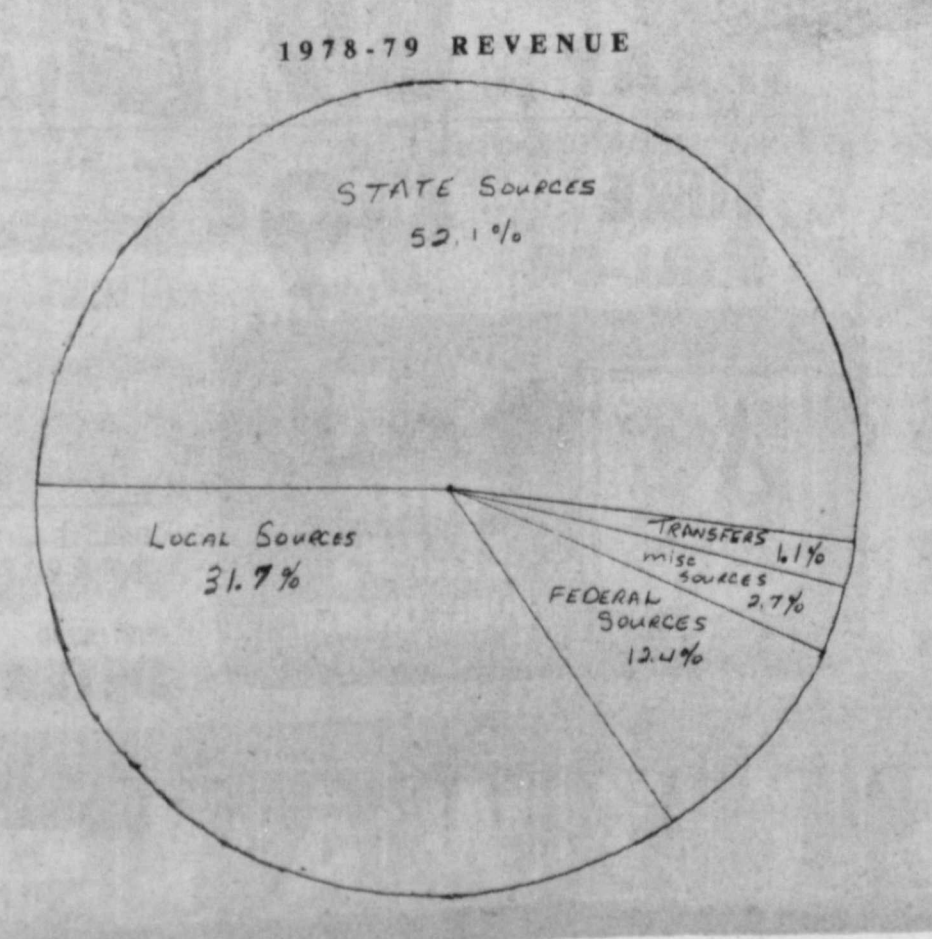 1978-79 REVENUE
STATE SOURCES
52.1%
TRANSFERS
1.1%
misc
SOURCES
2.7%
FEDERAL
SOURCES
12.4%
LOCAL SOURCES
31.7%